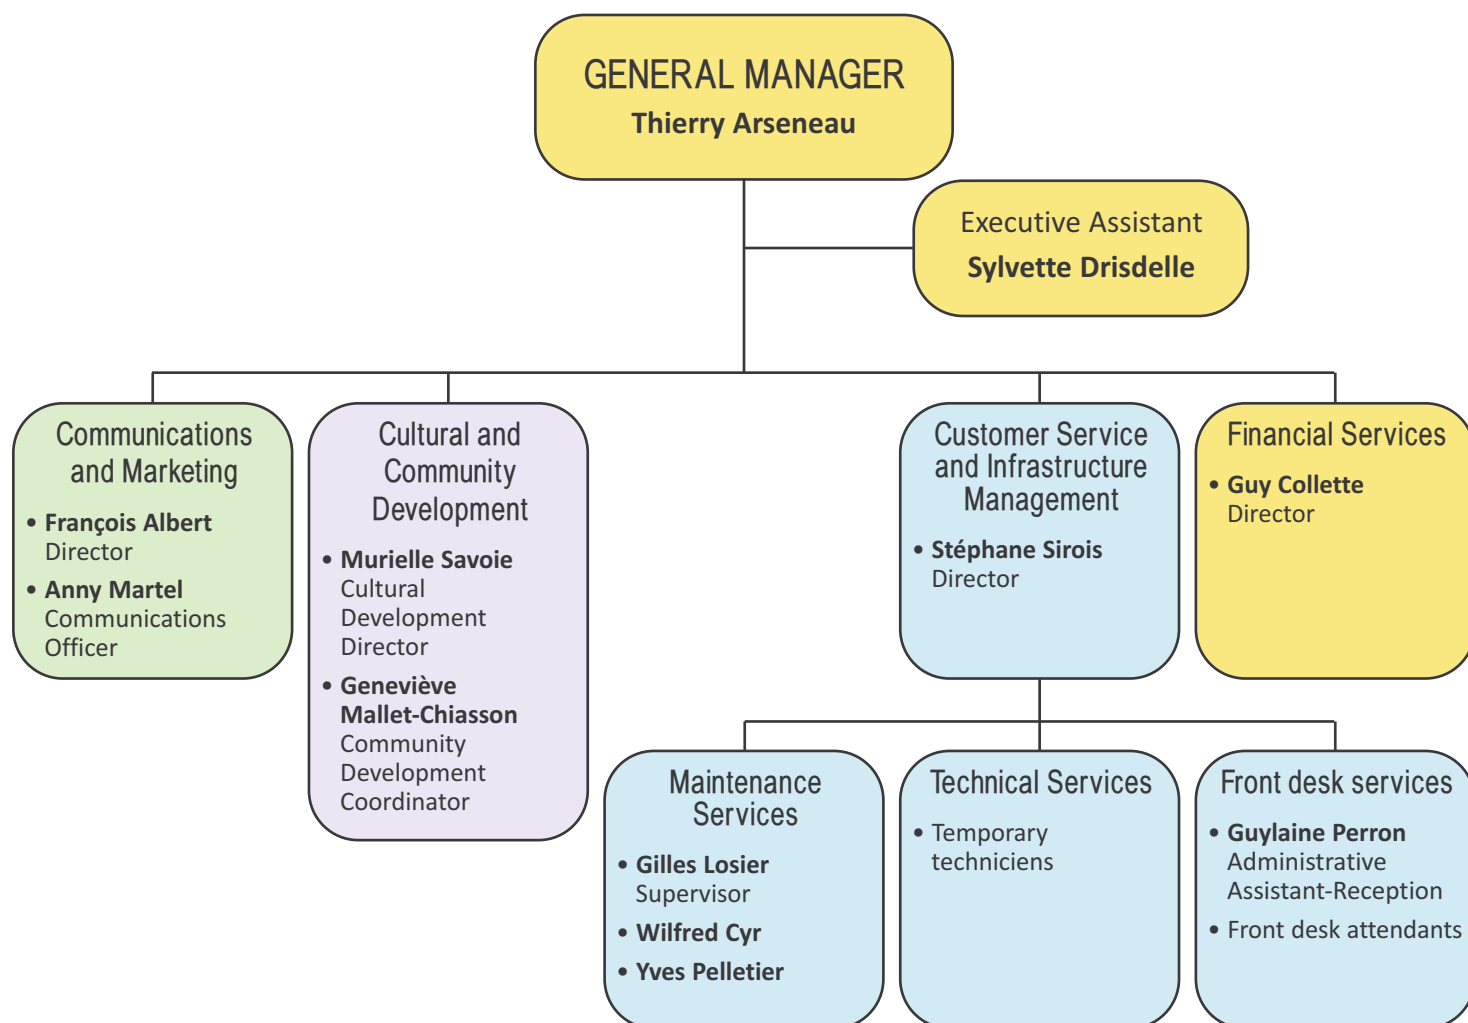 GENERAL MANAGER
Thierry Arseneau
Executive Assistant
Sylvette Drisdelle
Communications
and Marketing
• François Albert
Director
• Anny Martel
Communications
Officer
Cultural and
Community
Development
• Murielle Savoie
Cultural
Development
Director
• Geneviève
Mallet-Chiasson
Community
Development
Coordinator
Customer Service
and Infrastructure
Management
• Stéphane Sirois
Director
Financial Services
• Guy Collette
Director
Maintenance
Services
• Gilles Losier
Supervisor
• Wilfred Cyr
• Yves Pelletier
Technical Services
• Temporary
techniciens
Front desk services
• Guylaine Perron
Administrative
Assistant-Reception
• Front desk attendants